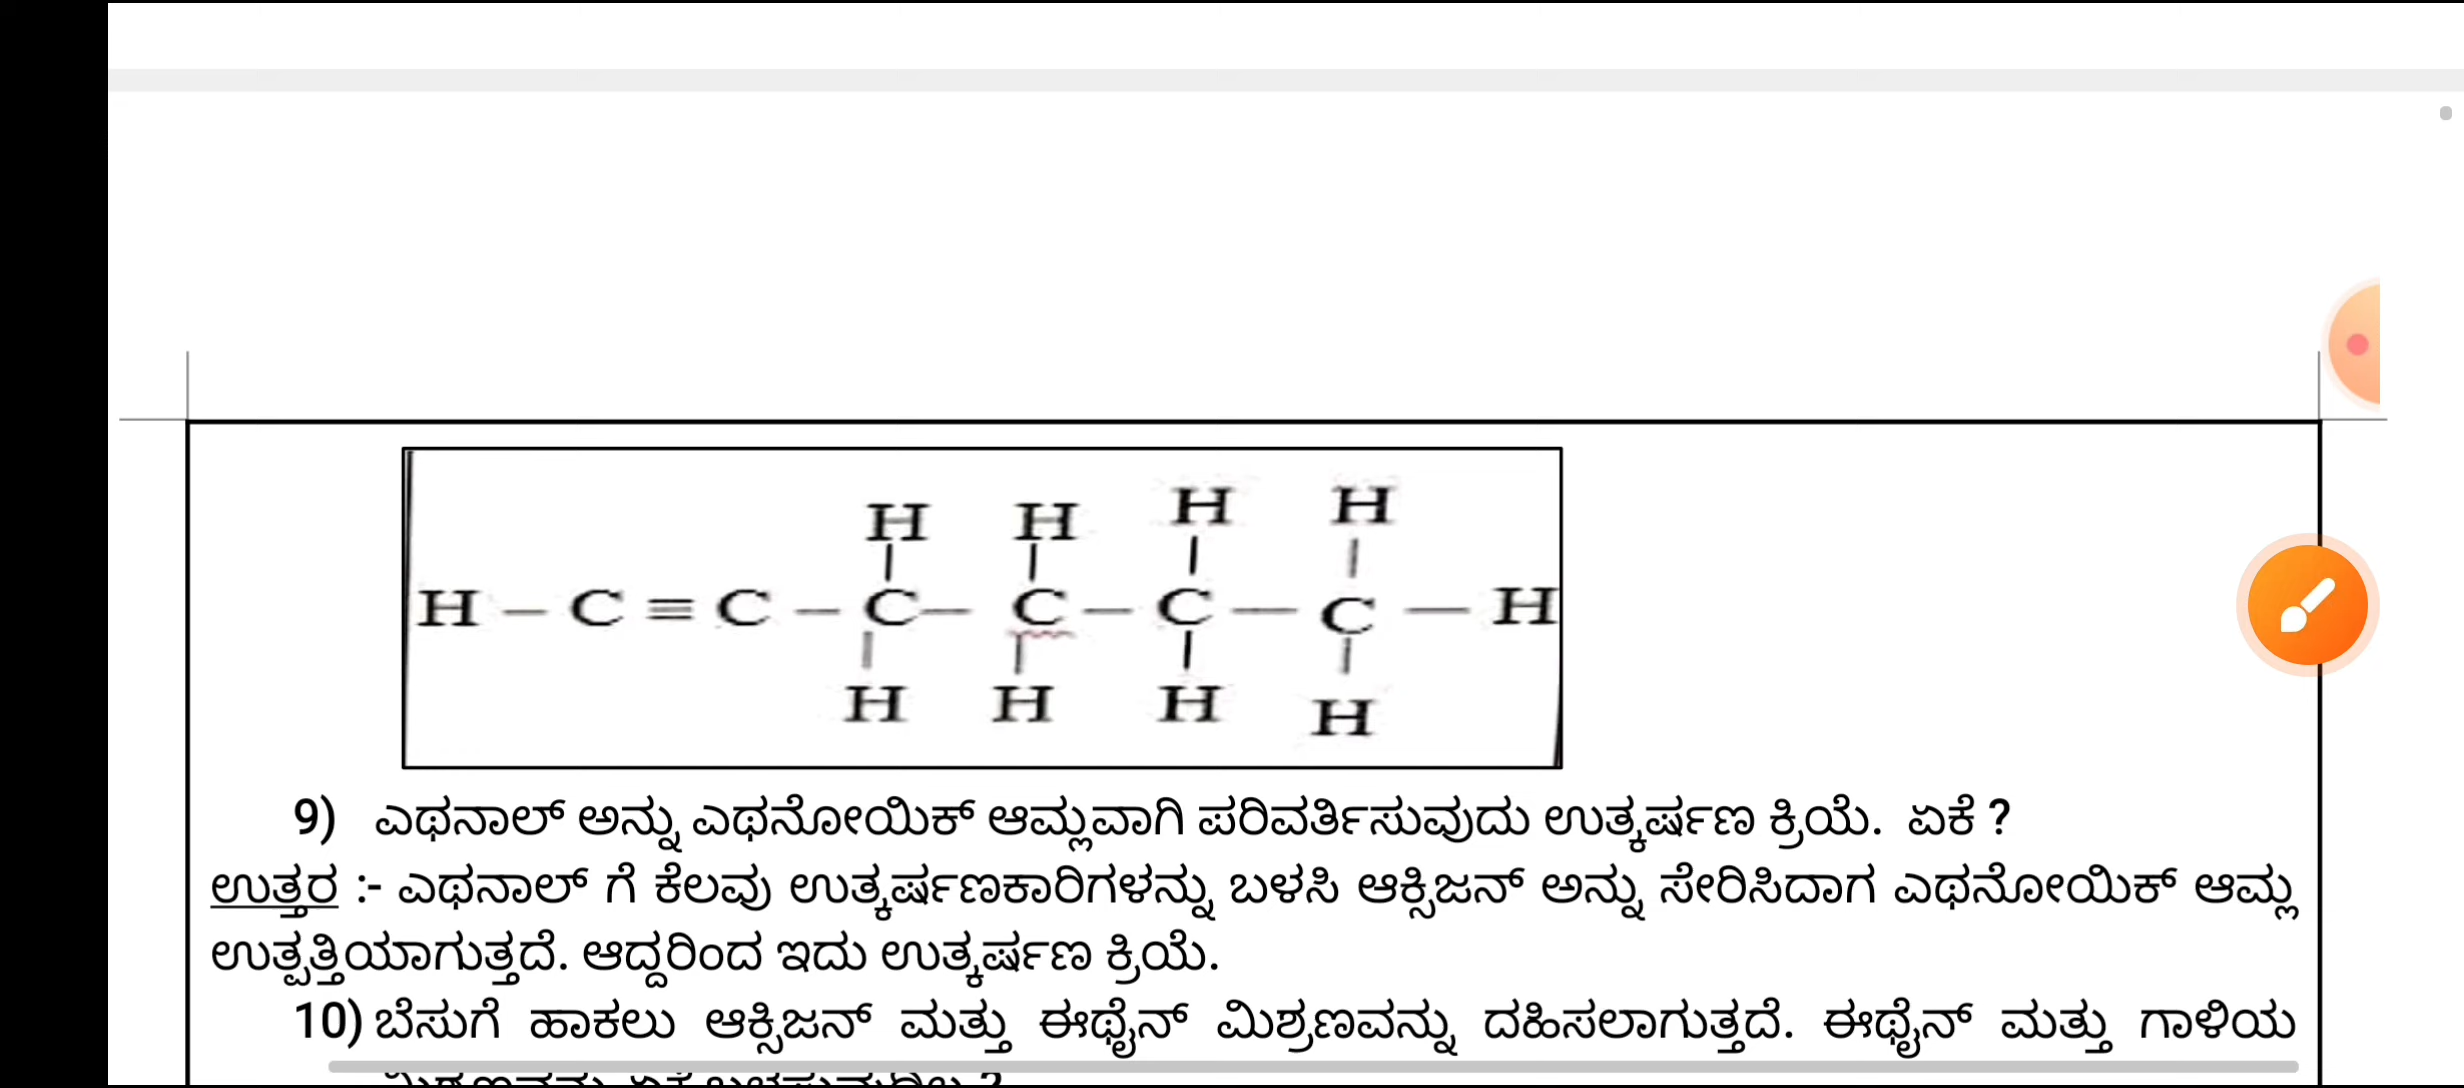 H H H H
H – C ≡ C – C – C – C – C – H
H H H H
9) ಎಥನಾಲ್ ಅನ್ನು ಎಥನೋಯಿಕ್ ಆಮ್ಲವಾಗಿ ಪರಿವರ್ತಿಸುವುದು ಉತ್ಕರ್ಷಣ ಕ್ರಿಯೆ. ಏಕೆ ?
ಉತ್ತರ :- ಎಥನಾಲ್ ಗೆ ಕೆಲವು ಉತ್ಕರ್ಷಣಕಾರಿಗಳನ್ನು ಬಳಸಿ ಆಕ್ಸಿಜನ್ ಅನ್ನು ಸೇರಿಸಿದಾಗ ಎಥನೋಯಿಕ್ ಆಮ್ಲ
ಉತ್ಪತ್ತಿಯಾಗುತ್ತದೆ. ಆದ್ದರಿಂದ ಇದು ಉತ್ಕರ್ಷಣ ಕ್ರಿಯೆ.
10) ಬೆಸುಗೆ ಹಾಕಲು ಆಕ್ಸಿಜನ್ ಮತ್ತು ಈಥೈನ್ ಮಿಶ್ರಣವನ್ನು ದಹಿಸಲಾಗುತ್ತದೆ. ಈಥೈನ್ ಮತ್ತು ಗಾಳಿಯ